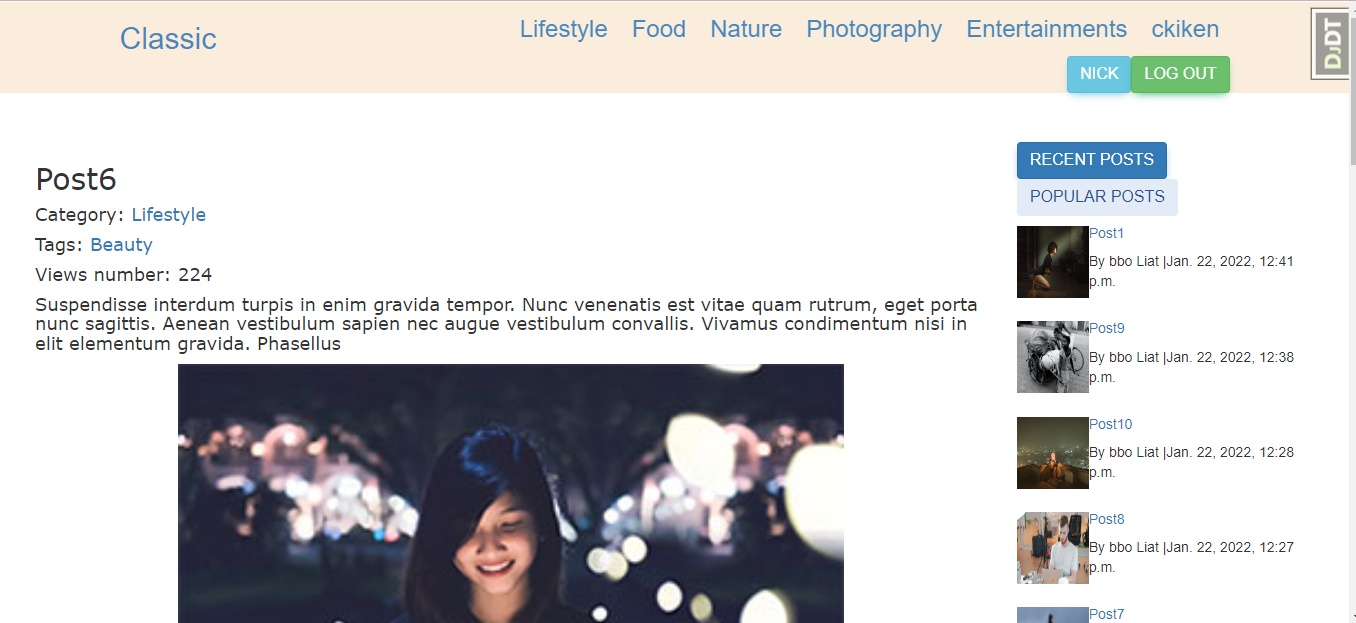 Classic
Lifestyle Food Nature Photography Entertainments ckiken
NICK LOG OUT
DjDT
Post6
Category: Lifestyle
Tags: Beauty
Views number: 224
Suspendisse interdum turpis in enim gravida tempor. Nunc venenatis est vitae quam rutrum, eget porta
nunc sagittis. Aenean vestibulum sapien nec augue vestibulum convallis. Vivamus condimentum nisi in
elit elementum gravida. Phasellus
RECENT POSTS
POPULAR POSTS
Post1
By bbo Liat |Jan. 22, 2022, 12:41
p.m.
Post9
By bbo Liat |Jan. 22, 2022, 12:38
p.m.
Post10
By bbo Liat |Jan. 22, 2022, 12:28
p.m.
Post8
By bbo Liat |Jan. 22, 2022, 12:27
p.m.
Post7